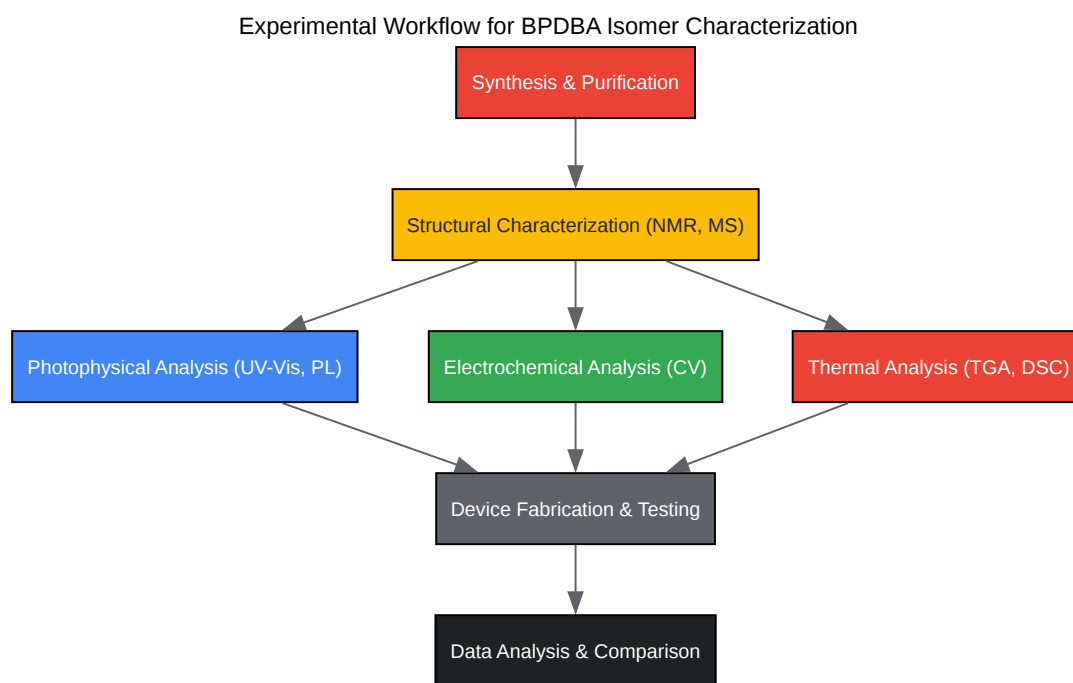 Experimental Workflow for BPDBA Isomer Characterization
Synthesis & Purification
Structural Characterization (NMR, MS)
Photophysical Analysis (UV-Vis, PL)
Electrochemical Analysis (CV)
Thermal Analysis (TGA, DSC)
Device Fabrication & Testing
Data Analysis & Comparison